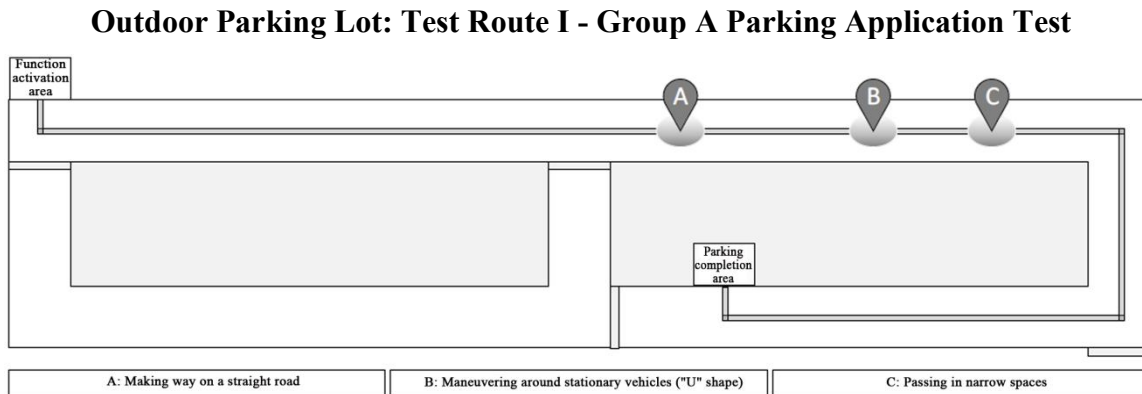 Outdoor Parking Lot: Test Route I - Group A Parking Application Test
Function
activation
area
A
B
C
Parking
completion
area
A: Making way on a straight road
B: Maneuvering around stationary vehicles ("U" shape)
C: Passing in narrow spaces